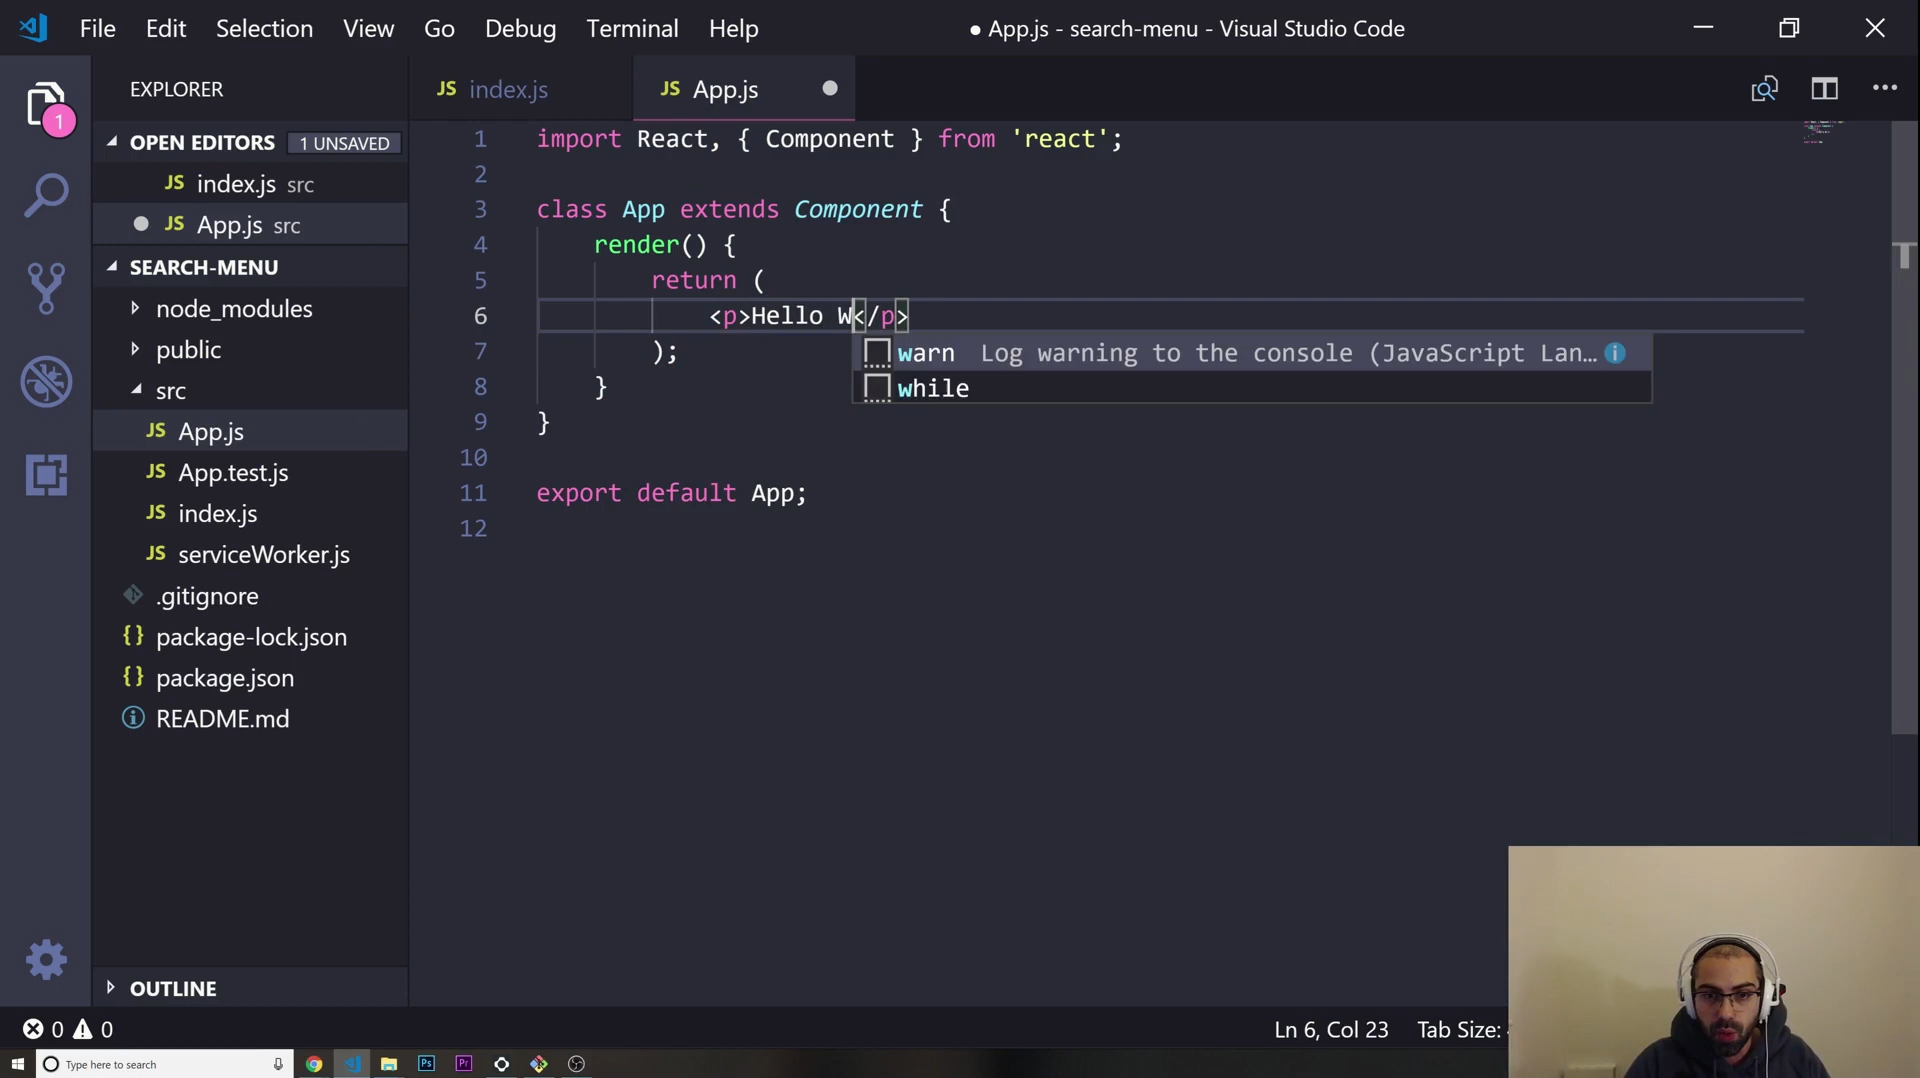 File Edit Selection View Go Debug Terminal Help ● App.js - search-menu - Visual Studio Code
EXPLORER
JS index.js
JS App.js
1
OPEN EDITORS 1 UNSAVED
JS index.js src
JS App.js src
SEARCH-MENU
node_modules
public
src
JS App.js
JS App.test.js
JS index.js
JS serviceWorker.js
.gitignore
{} package-lock.json
{} package.json
README.md
OUTLINE
1 import React, { Component } from 'react';
2
3 class App extends Component {
4 render() {
5 return (
6 <p>Hello W</p>
7 );
8 }
9 }
10
11 export default App;
12
warn Log warning to the console (JavaScript Lan…
while
0 0
Ln 6, Col 23 Tab Size:
Type here to search
Ps
Pr